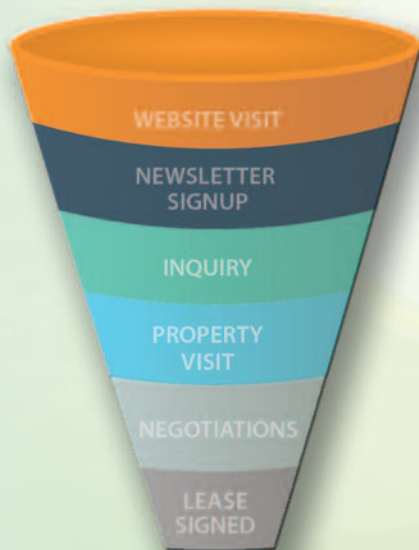 WEBSITE VISIT
NEWSLETTER
SIGNUP
INQUIRY
PROPERTY
VISIT
NEGOTIATIONS
LEASE
SIGNED